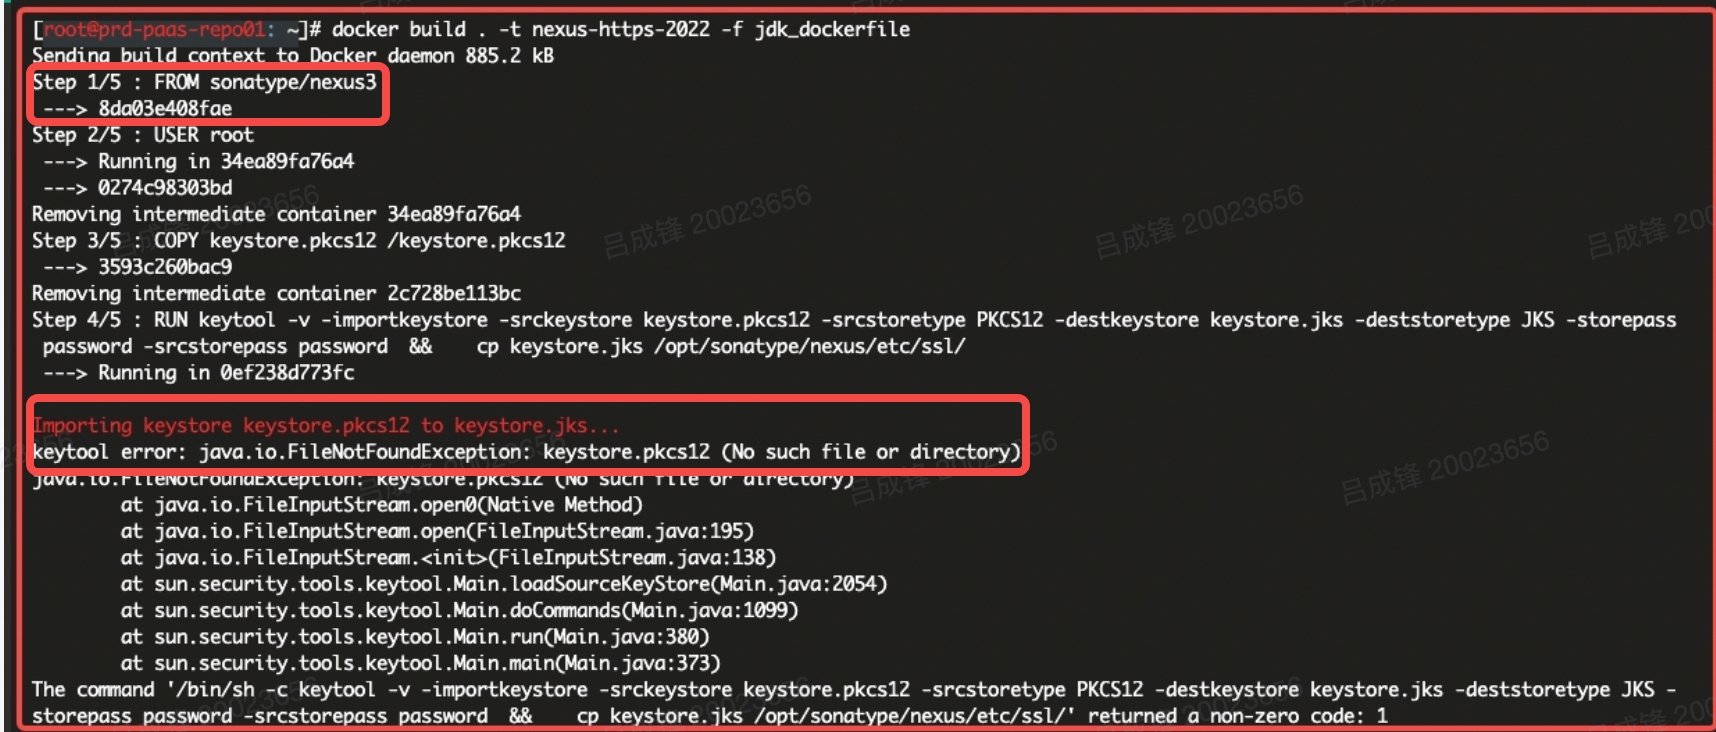 [root@prd-paas-repo01: ~]# docker build . -t nexus-https-2022 -f jdk_dockerfile
Sending build context to Docker daemon 885.2 kB
Step 1/5 : FROM sonatype/nexus3
---> 8da03e408fae
Step 2/5 : USER root
---> Running in 34ea89fa76a4
---> 0274c98303bd
Removing intermediate container 34ea89fa76a4
Step 3/5 : COPY keystore.pkcs12 /keystore.pkcs12
---> 3593c260bac9
Removing intermediate container 2c728be113bc
Step 4/5 : RUN keytool -v -importkeystore -srckeystore keystore.pkcs12 -srcstoretype PKCS12 -destkeystore keystore.jks -deststoretype JKS -storepass
password -srcstorepass password && cp keystore.jks /opt/sonatype/nexus/etc/ssl/
---> Running in 0ef238d773fc
Importing keystore keystore.pkcs12 to keystore.jks...
keytool error: java.io.FileNotFoundException: keystore.pkcs12 (No such file or directory)
java.io.FileNotFoundException: keystore.pkcs12 (No such file or directory)
at java.io.FileInputStream.open0(Native Method)
at java.io.FileInputStream.open(FileInputStream.java:195)
at java.io.FileInputStream.<init>(FileInputStream.java:138)
at sun.security.tools.keytool.Main.loadSourceKeyStore(Main.java:2054)
at sun.security.tools.keytool.Main.doCommands(Main.java:1099)
at sun.security.tools.keytool.Main.run(Main.java:380)
at sun.security.tools.keytool.Main.main(Main.java:373)
The command '/bin/sh -c keytool -v -importkeystore -srckeystore keystore.pkcs12 -srcstoretype PKCS12 -destkeystore keystore.jks -deststoretype JKS -
storepass password -srcstorepass password && cp keystore.jks /opt/sonatype/nexus/etc/ssl/' returned a non-zero code: 1
吕成锋 20023656
吕成锋 20023656
吕成锋 20023656
吕成锋 20023656